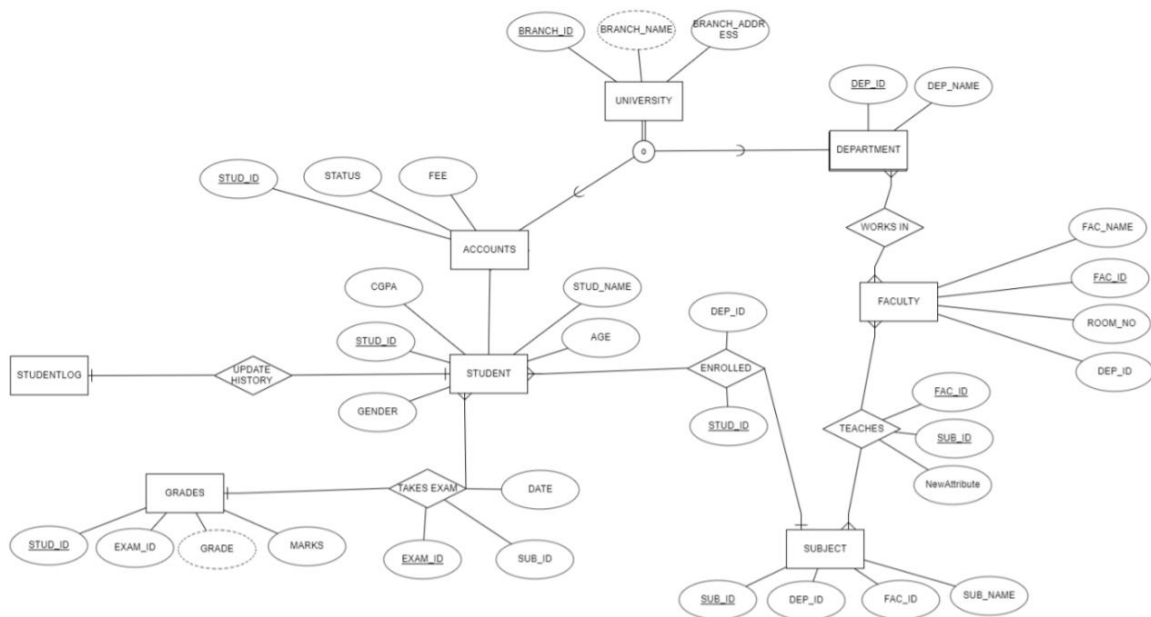 BRANCH_ID
BRANCH_NAME
BRANCH_ADDR
ESS
UNIVERSITY
DEP_ID
DEP_NAME
0
DEPARTMENT
STUD_ID
STATUS
FEE
ACCOUNTS
WORKS IN
FAC_NAME
FAC_ID
FACULTY
ROOM_NO
DEP_ID
CGPA
STUD_NAME
STUD_ID
AGE
DEP_ID
STUDENTLOG
UPDATE
HISTORY
STUDENT
ENROLLED
GENDER
STUD_ID
FAC_ID
TEACHES
SUB_ID
NewAttribute
GRADES
TAKES EXAM
DATE
STUD_ID
EXAM_ID
GRADE
MARKS
EXAM_ID
SUB_ID
SUBJECT
SUB_ID
DEP_ID
FAC_ID
SUB_NAME